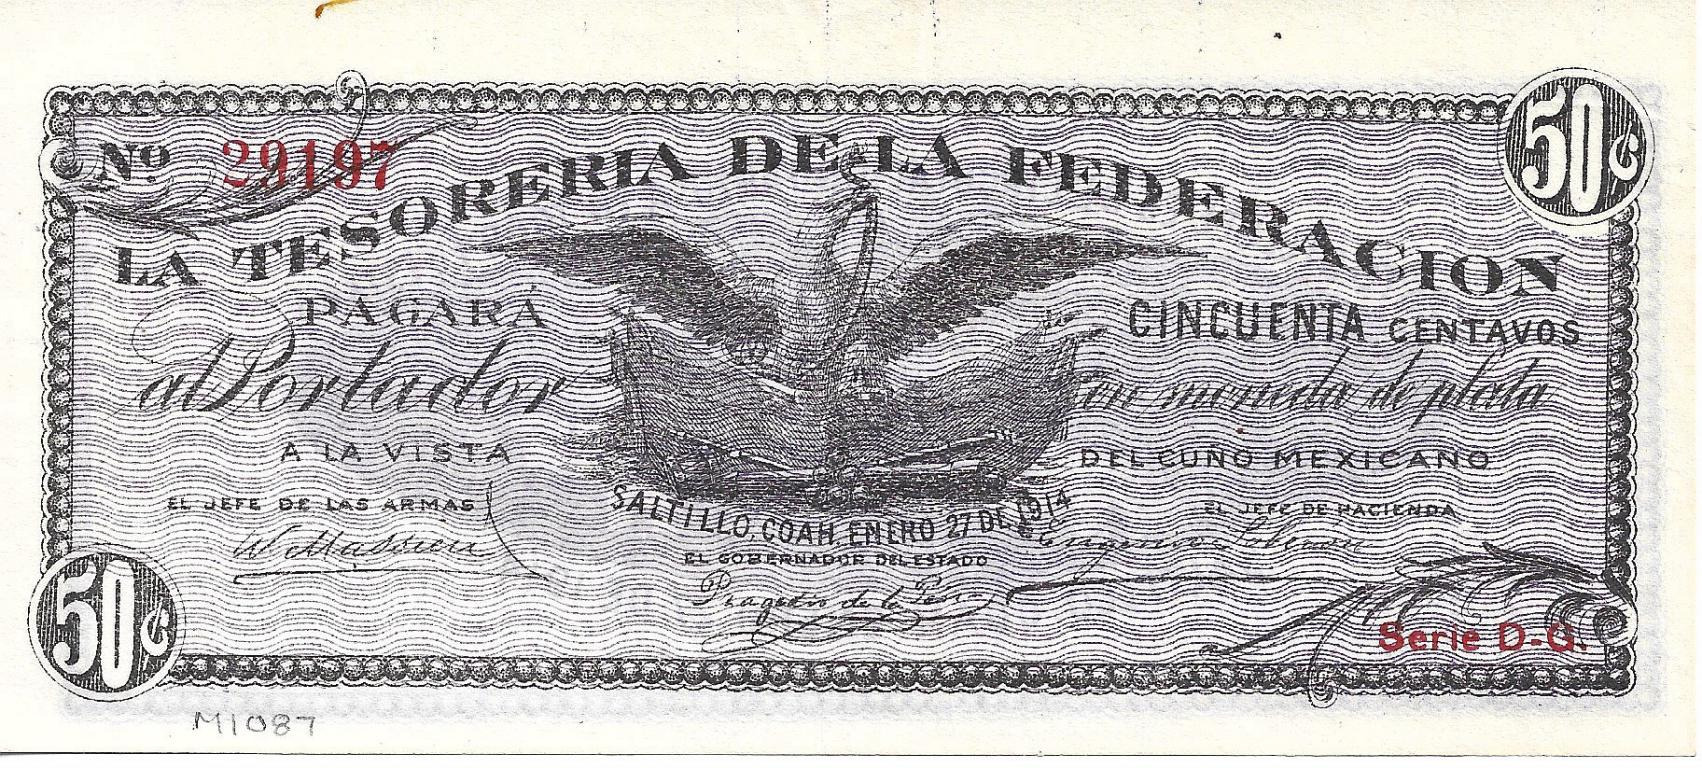 50¢
Nº 29197
LA TESORERIA DE LA FEDERACION
PAGARÁ
CINCUENTA CENTAVOS
al Portador
en moneda de plata
A LA VISTA
DEL CUÑO MEXICANO
EL JEFE DE LAS ARMAS
SALTILLO, COAH. ENERO 27 DE 1914
EL JEFE DE HACIENDA
EL GOBERNADOR DEL ESTADO
50¢
Serie D-G.
M1087